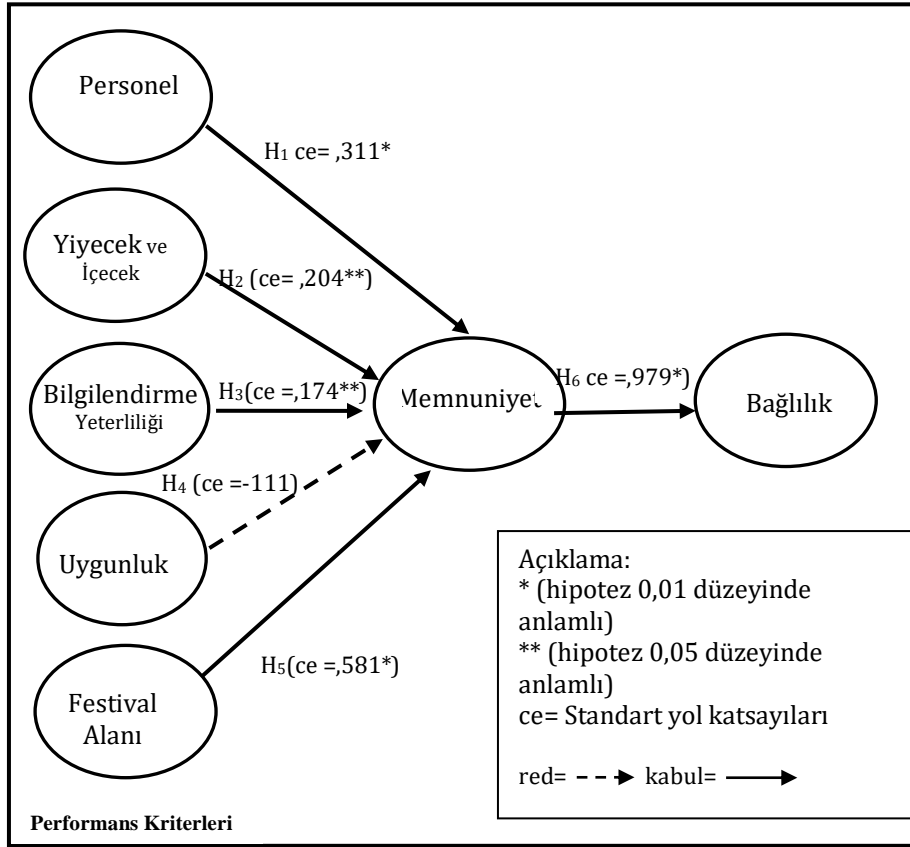 Personel
H1 ce= ,311*
Yiyecek ve
İçecek
H2 (ce= ,204**)
Bilgilendirme
Yeterliliği
H3(ce=,174**)
Memnuniyet
H6 ce =,979*)
Bağlılık
H4 (ce =-111)
Uygunluk
H5(ce =,581*)
Festival
Alanı
Açıklama:
* (hipotez 0,01 düzeyinde
anlamlı)
** (hipotez 0,05 düzeyinde
anlamlı)
ce= Standart yol katsayıları
red= kabul=
Performans Kriterleri